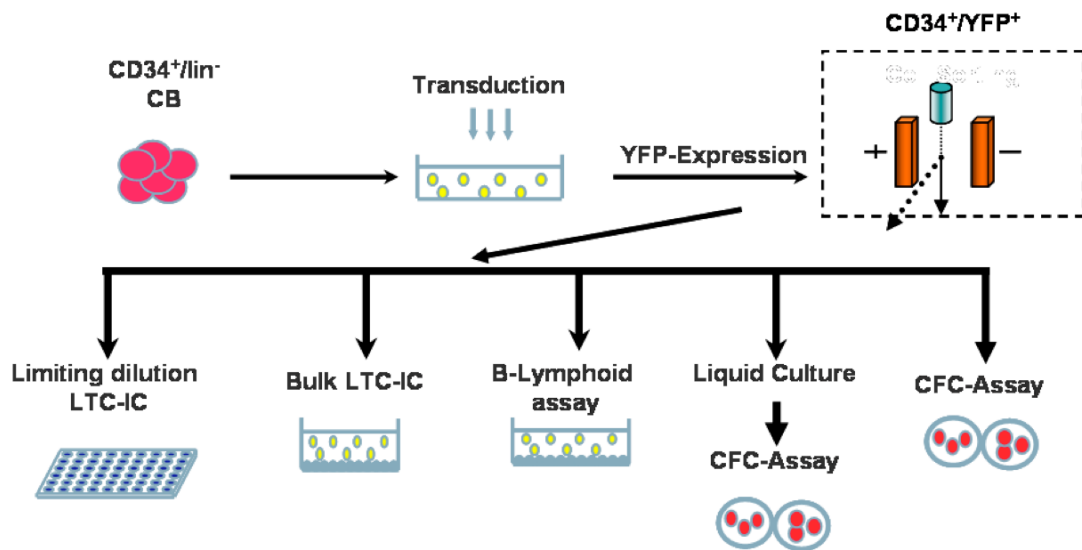 CD34⁺/YFP⁺
CD34⁺/lin⁻
CB
Transduction
Sorting
YFP-Expression
+
−
Limiting dilution
LTC-IC
Bulk LTC-IC
B-Lymphoid
assay
Liquid Culture
CFC-Assay
CFC-Assay